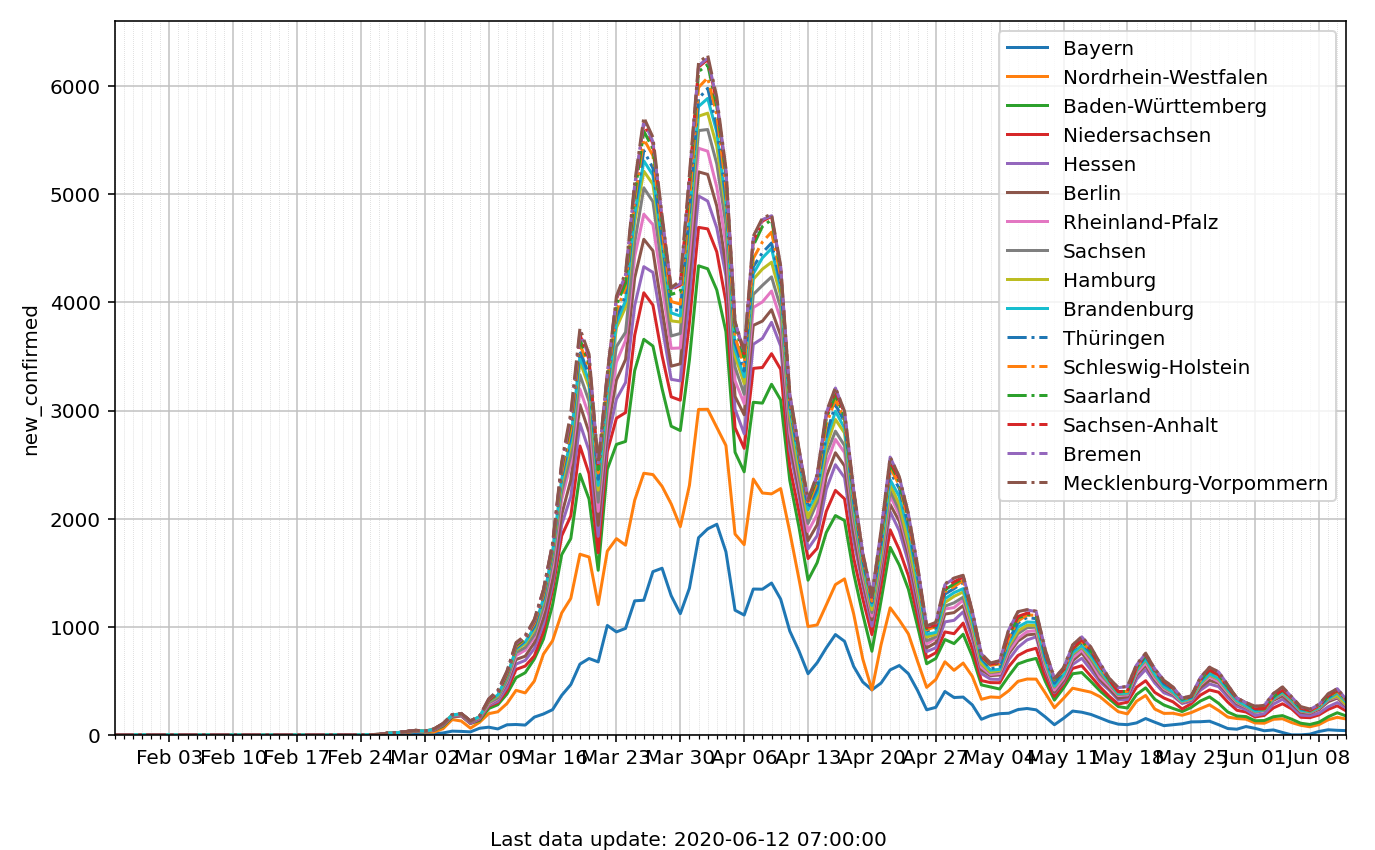 new_confirmed
6000
5000
4000
3000
2000
1000
0
Bayern
Nordrhein-Westfalen
Baden-Württemberg
Niedersachsen
Hessen
Berlin
Rheinland-Pfalz
Sachsen
Hamburg
Brandenburg
Thüringen
Schleswig-Holstein
Saarland
Sachsen-Anhalt
Bremen
Mecklenburg-Vorpommern
Feb 03 Feb 10 Feb 17 Feb 24 Mar 02 Mar 09 Mar 16 Mar 23 Mar 30 Apr 06 Apr 13 Apr 20 Apr 27 May 04 May 11 May 18 May 25 Jun 01 Jun 08
Last data update: 2020-06-12 07:00:00